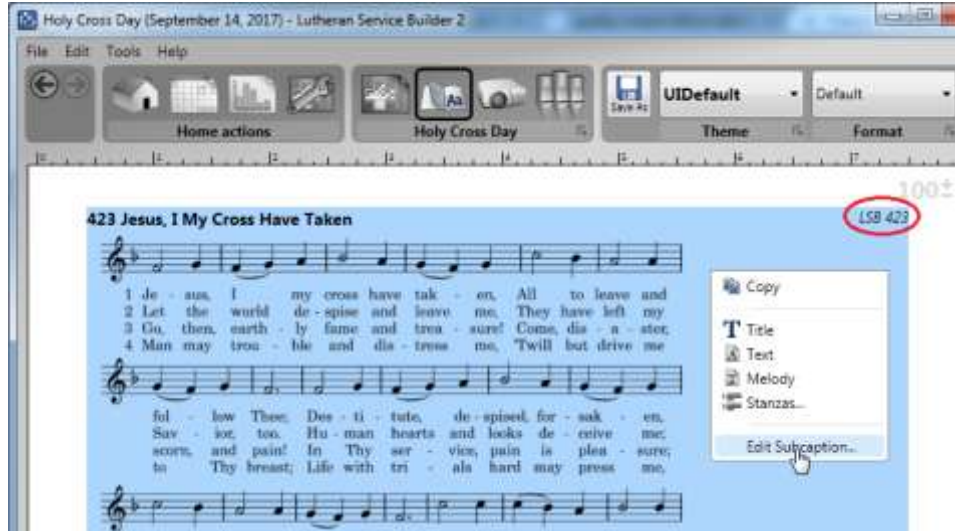 Holy Cross Day (September 14, 2017) - Lutheran Service Builder 2
File Edit Tools Help
Save As
UIDefault
Default
Home actions
Holy Cross Day
Theme
Format
100±
423 Jesus, I My Cross Have Taken
LSB 423
1 Je - sus, I my cross have tak - en, All to leave and
2 Let the world de - spise and leave me, They have left my
3 Go, then, earth - ly fame and trea - sure! Come, dis - a - ster,
4 Man may trou - ble and dis - tress me, 'Twill but drive me
Copy
Title
Text
Melody
Stanzas...
Edit Subcaption...
fol - low Thee; Des - ti - tute, de - spised, for - sak - en,
Sav - ior, too. Hu - man hearts and looks de - ceive me;
scorn, and pain! In Thy ser - vice, pain is plea - sure;
to Thy breast; Life with tri - als hard may press me,